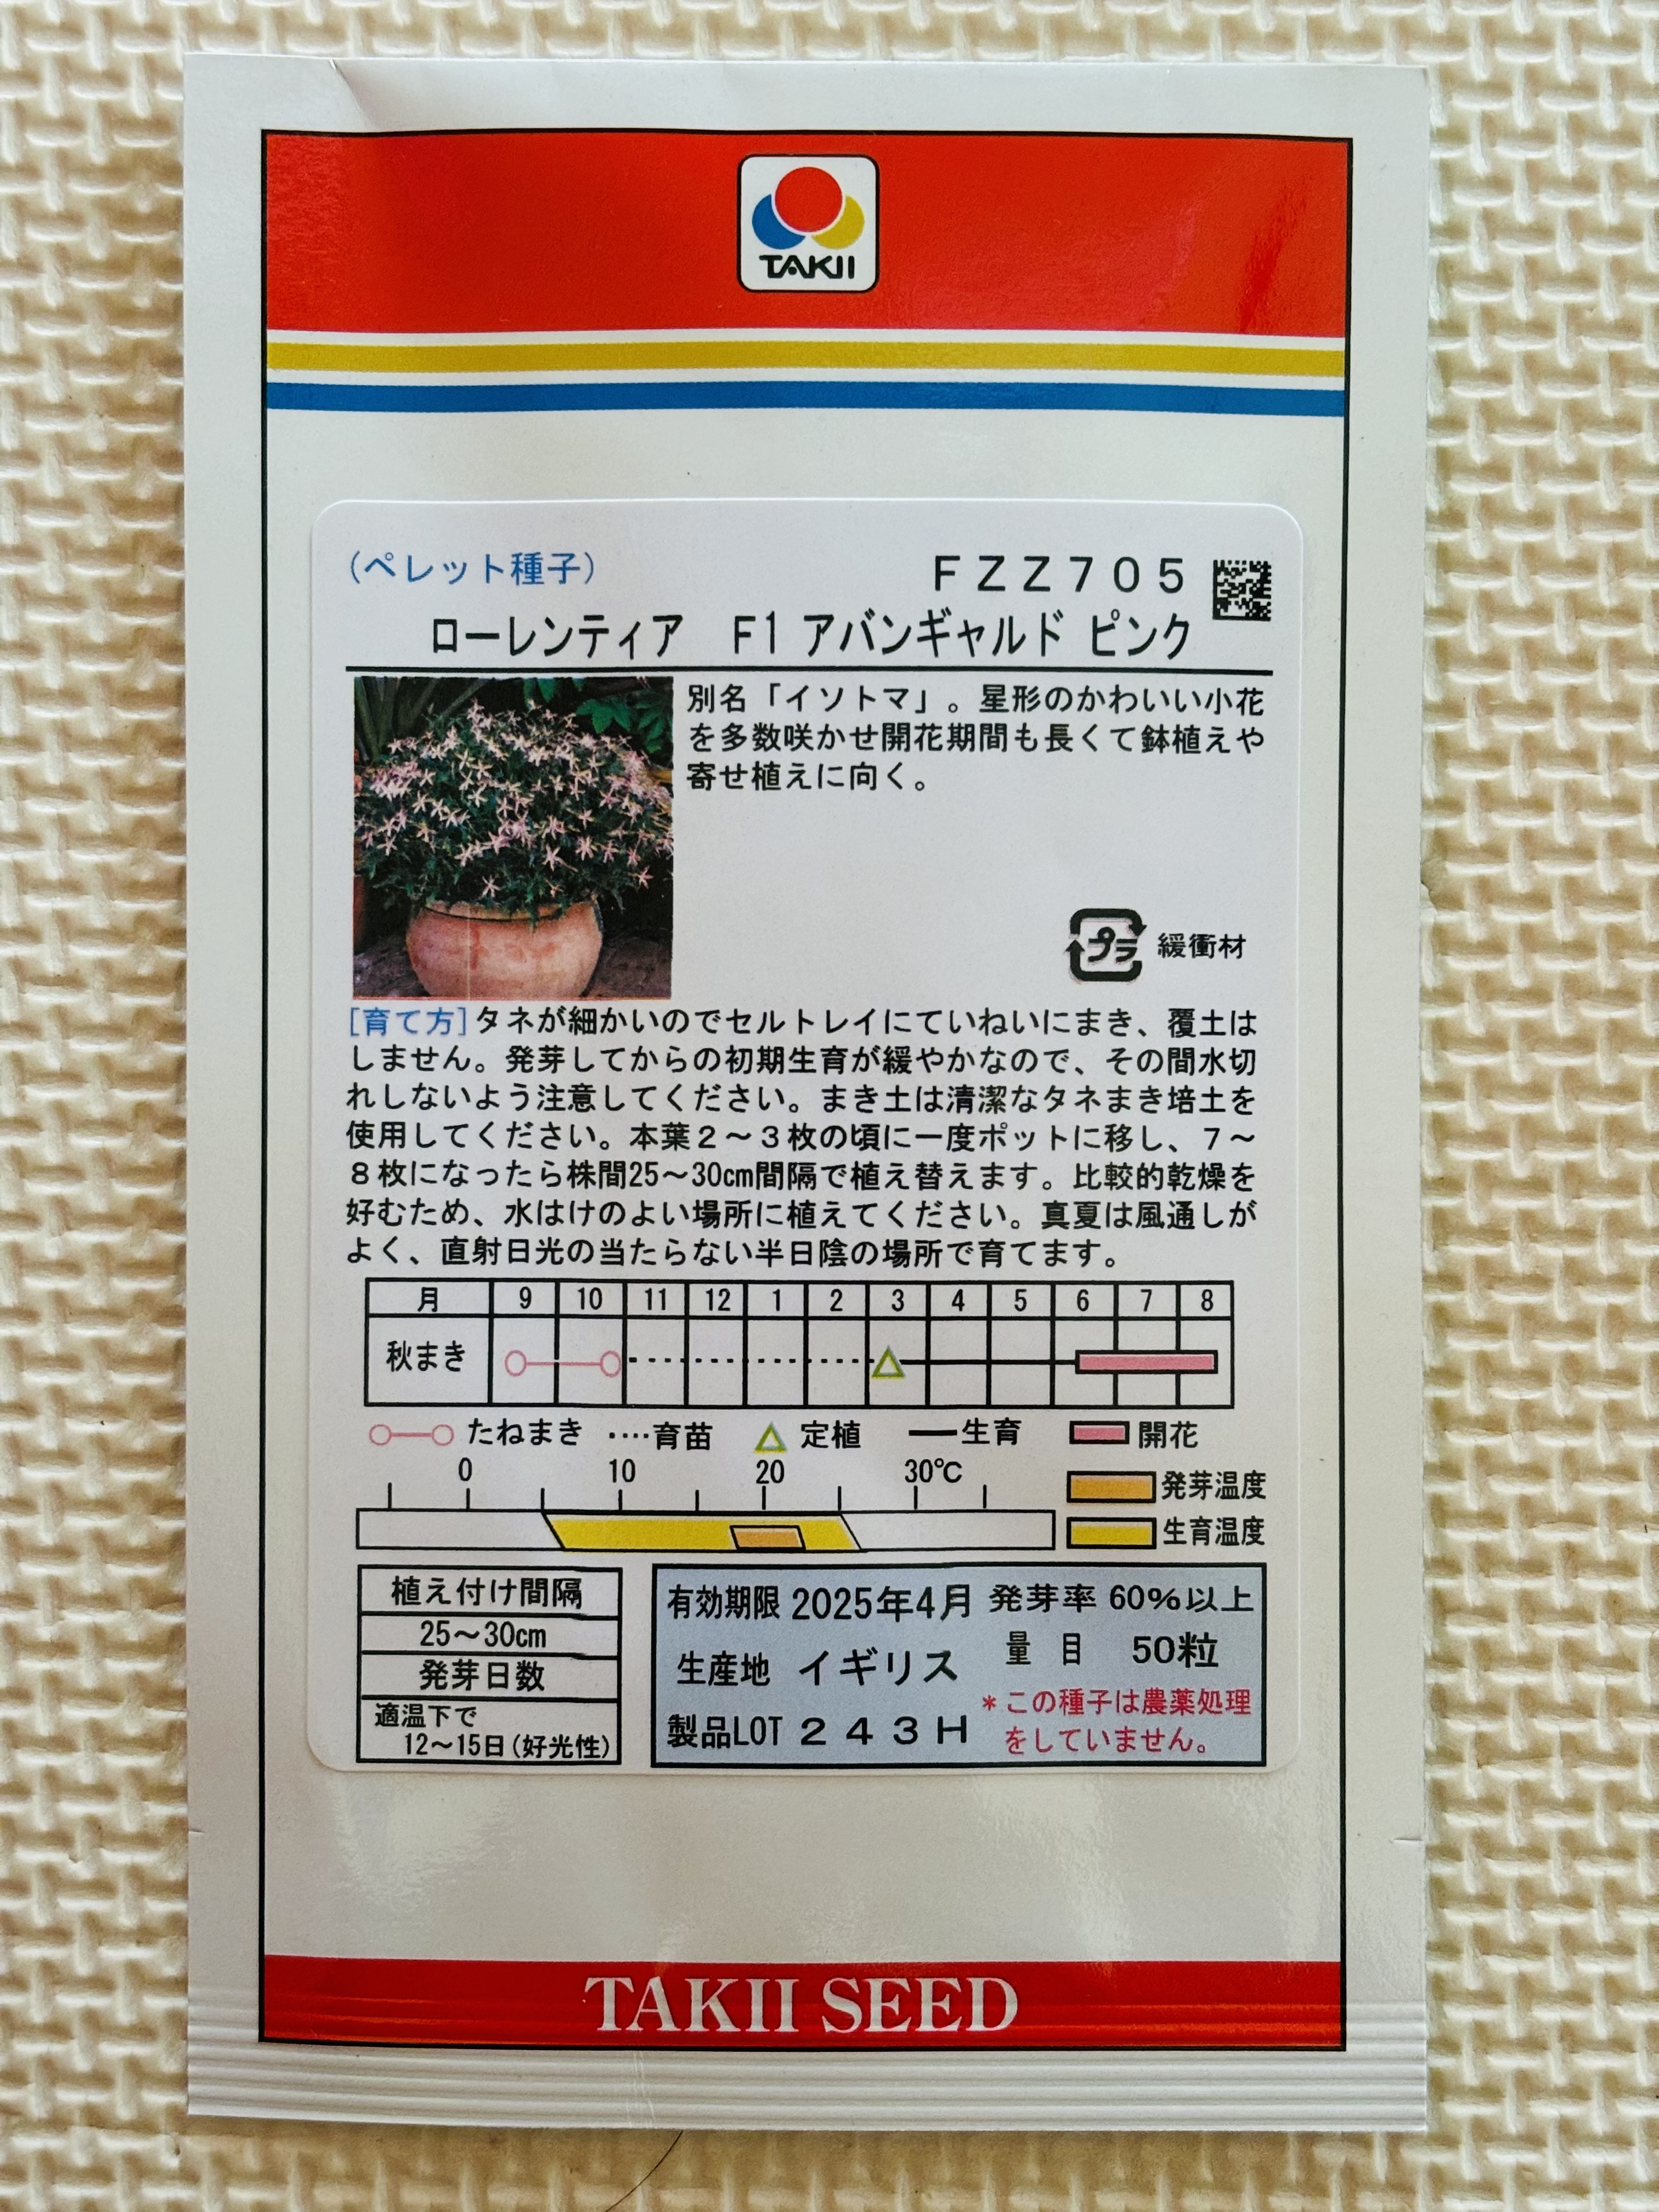 TAKII
(ペレット種子)
FZZ705
ローレンティア F1 アバンギャルド ピンク
別名「イソトマ」。星形のかわいい小花
を多数咲かせ開花期間も長くて鉢植えや
寄せ植えに向く。
プラ 緩衝材
[育て方]タネが細かいのでセルトレイにていねいにまき、覆土は
しません。発芽してからの初期生育が緩やかなので、その間水切
れしないよう注意してください。まき土は清潔なタネまき培土を
使用してください。本葉2～3枚の頃に一度ポットに移し、7～
8枚になったら株間25～30cm間隔で植え替えます。比較的乾燥を
好むため、水はけのよい場所に植えてください。真夏は風通しが
よく、直射日光の当たらない半日陰の場所で育てます。
月 9 10 11 12 1 2 3 4 5 6 7 8
秋まき
たねまき 育苗 定植 生育 開花
0 10 20 30℃
発芽温度
生育温度
植え付け間隔
25～30cm
発芽日数
適温下で
12～15日(好光性)
有効期限 2025年4月 発芽率 60%以上
生産地 イギリス 量目 50粒
製品LOT 243H
*この種子は農薬処理
をしていません。
TAKII SEED